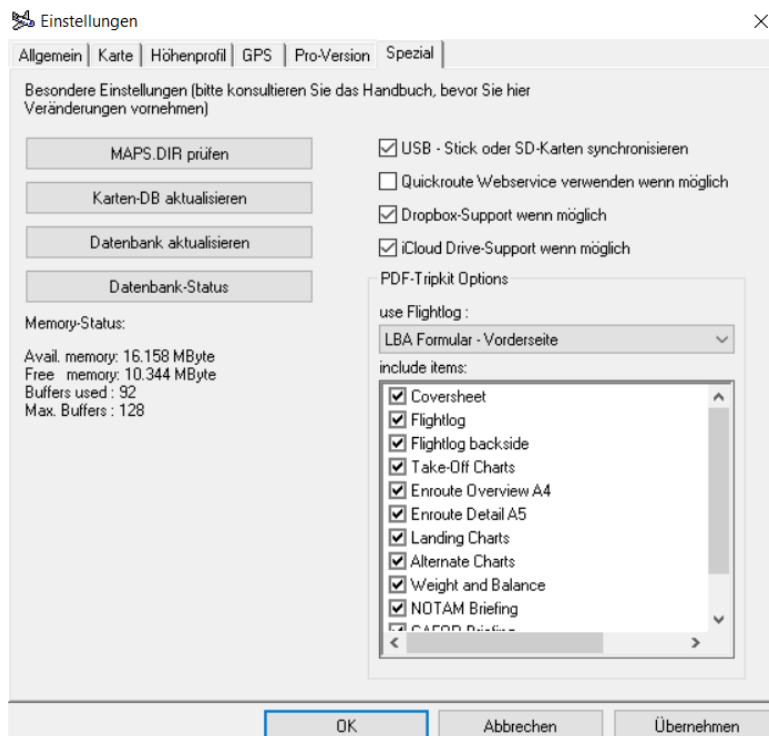 Einstellungen
Allgemein Karte Höhenprofil GPS Pro-Version Spezial
Besondere Einstellungen (bitte konsultieren Sie das Handbuch, bevor Sie hier
Veränderungen vornehmen)
MAPS.DIR prüfen
Karten-DB aktualisieren
Datenbank aktualisieren
Datenbank-Status
Memory-Status:
Avail. memory: 16.158 MByte
Free memory: 10.344 MByte
Buffers used : 92
Max. Buffers : 128
USB - Stick oder SD-Karten synchronisieren
Quickroute Webservice verwenden wenn möglich
Dropbox-Support wenn möglich
iCloud Drive-Support wenn möglich
PDF-Tripkit Options
use Flightlog :
LBA Formular - Vorderseite
include items:
Coversheet
Flightlog
Flightlog backside
Take-Off Charts
Enroute Overview A4
Enroute Detail A5
Landing Charts
Alternate Charts
Weight and Balance
NOTAM Briefing
OK Abbrechen Übernehmen